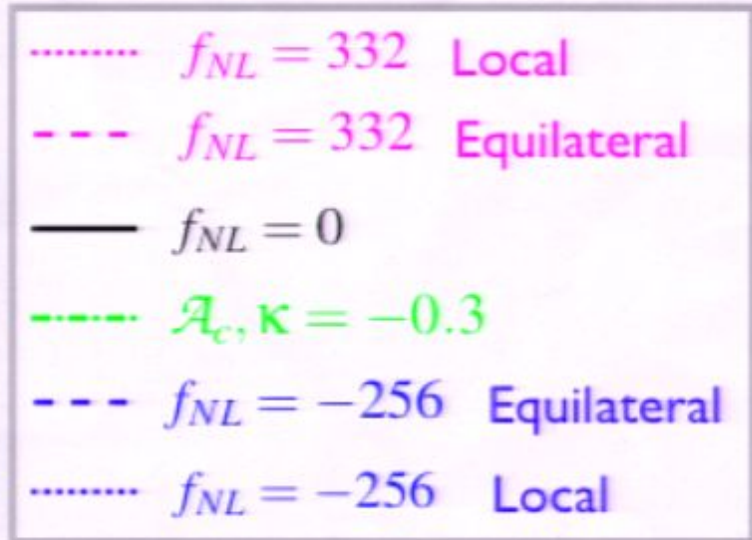 f_NL = 332 Local
f_NL = 332 Equilateral
f_NL = 0
𝒜_c, κ = −0.3
f_NL = −256 Equilateral
f_NL = −256 Local